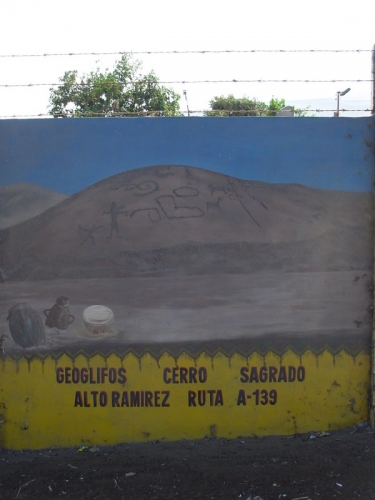 GEOGLIFOS CERRO SAGRADO
ALTO RAMIREZ RUTA A-139